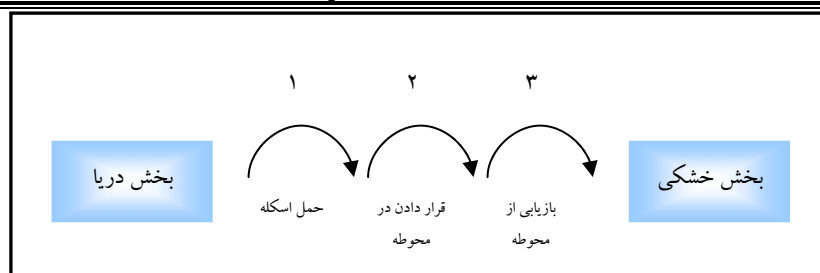 ۱ ۲ ۳
بخش دریا
بخش خشکی
حمل اسکله
قرار دادن در
محوطه
بازیابی از
محوطه